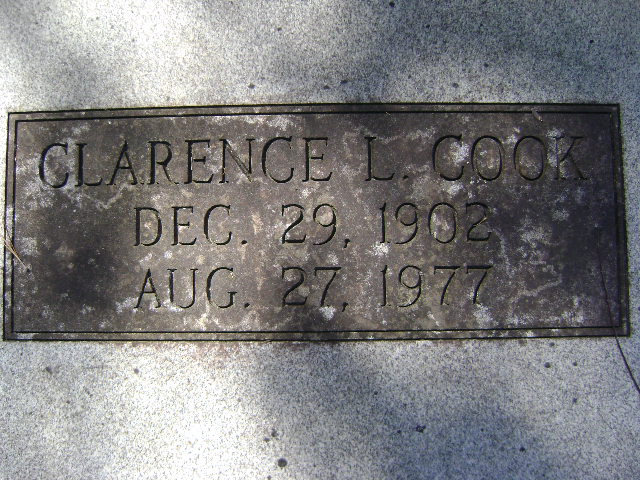 CLARENCE L. COOK
DEC. 29, 1902
AUG. 27, 1977